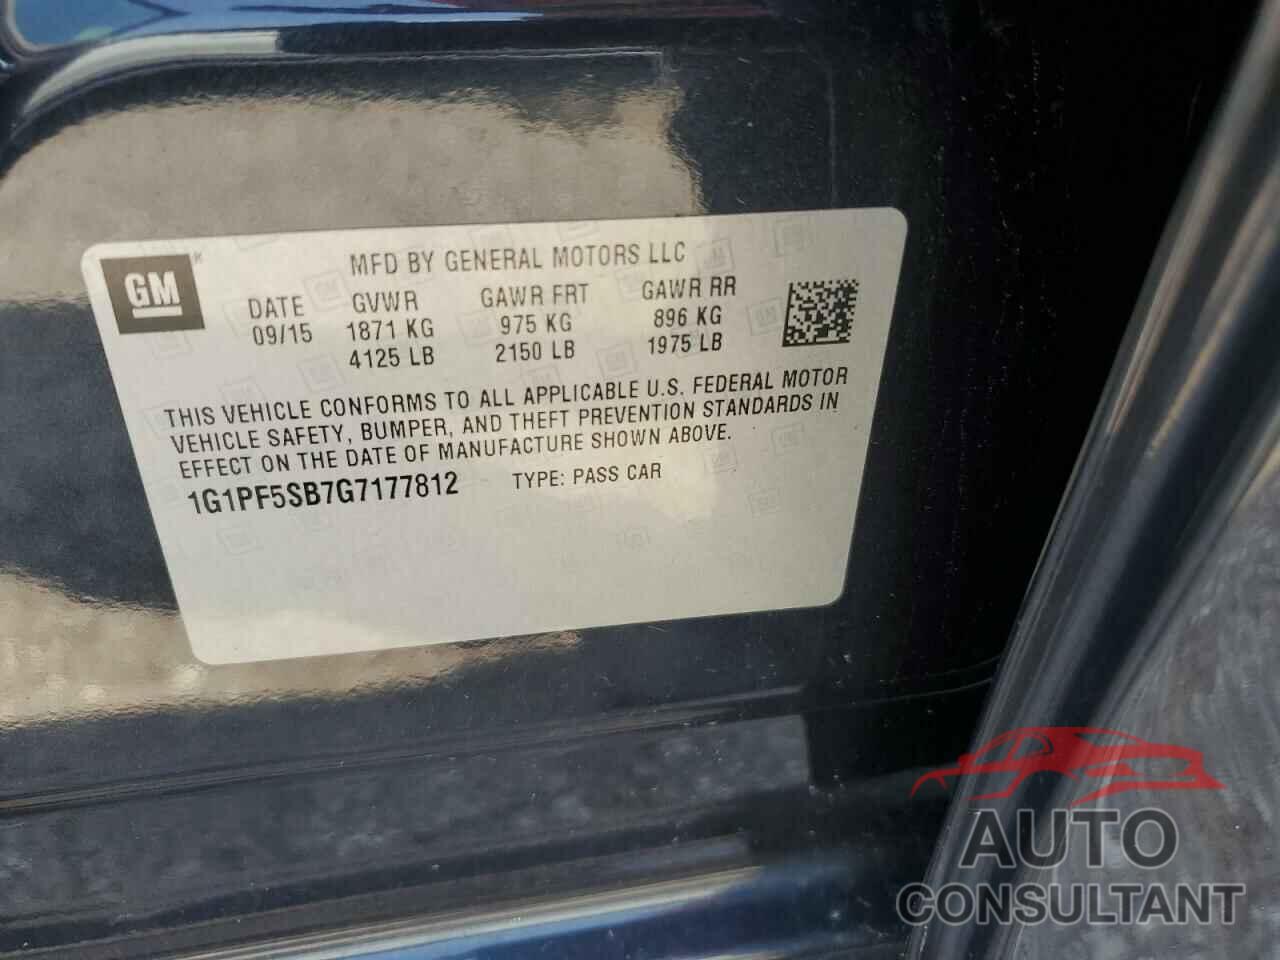 GM
MFD BY GENERAL MOTORS LLC
DATE GVWR GAWR FRT GAWR RR
09/15 1871 KG 975 KG 896 KG
4125 LB 2150 LB 1975 LB
THIS VEHICLE CONFORMS TO ALL APPLICABLE U.S. FEDERAL MOTOR
VEHICLE SAFETY, BUMPER, AND THEFT PREVENTION STANDARDS IN
EFFECT ON THE DATE OF MANUFACTURE SHOWN ABOVE.
1G1PF5SB7G7177812 TYPE: PASS CAR
AUTO
CONSULTANT